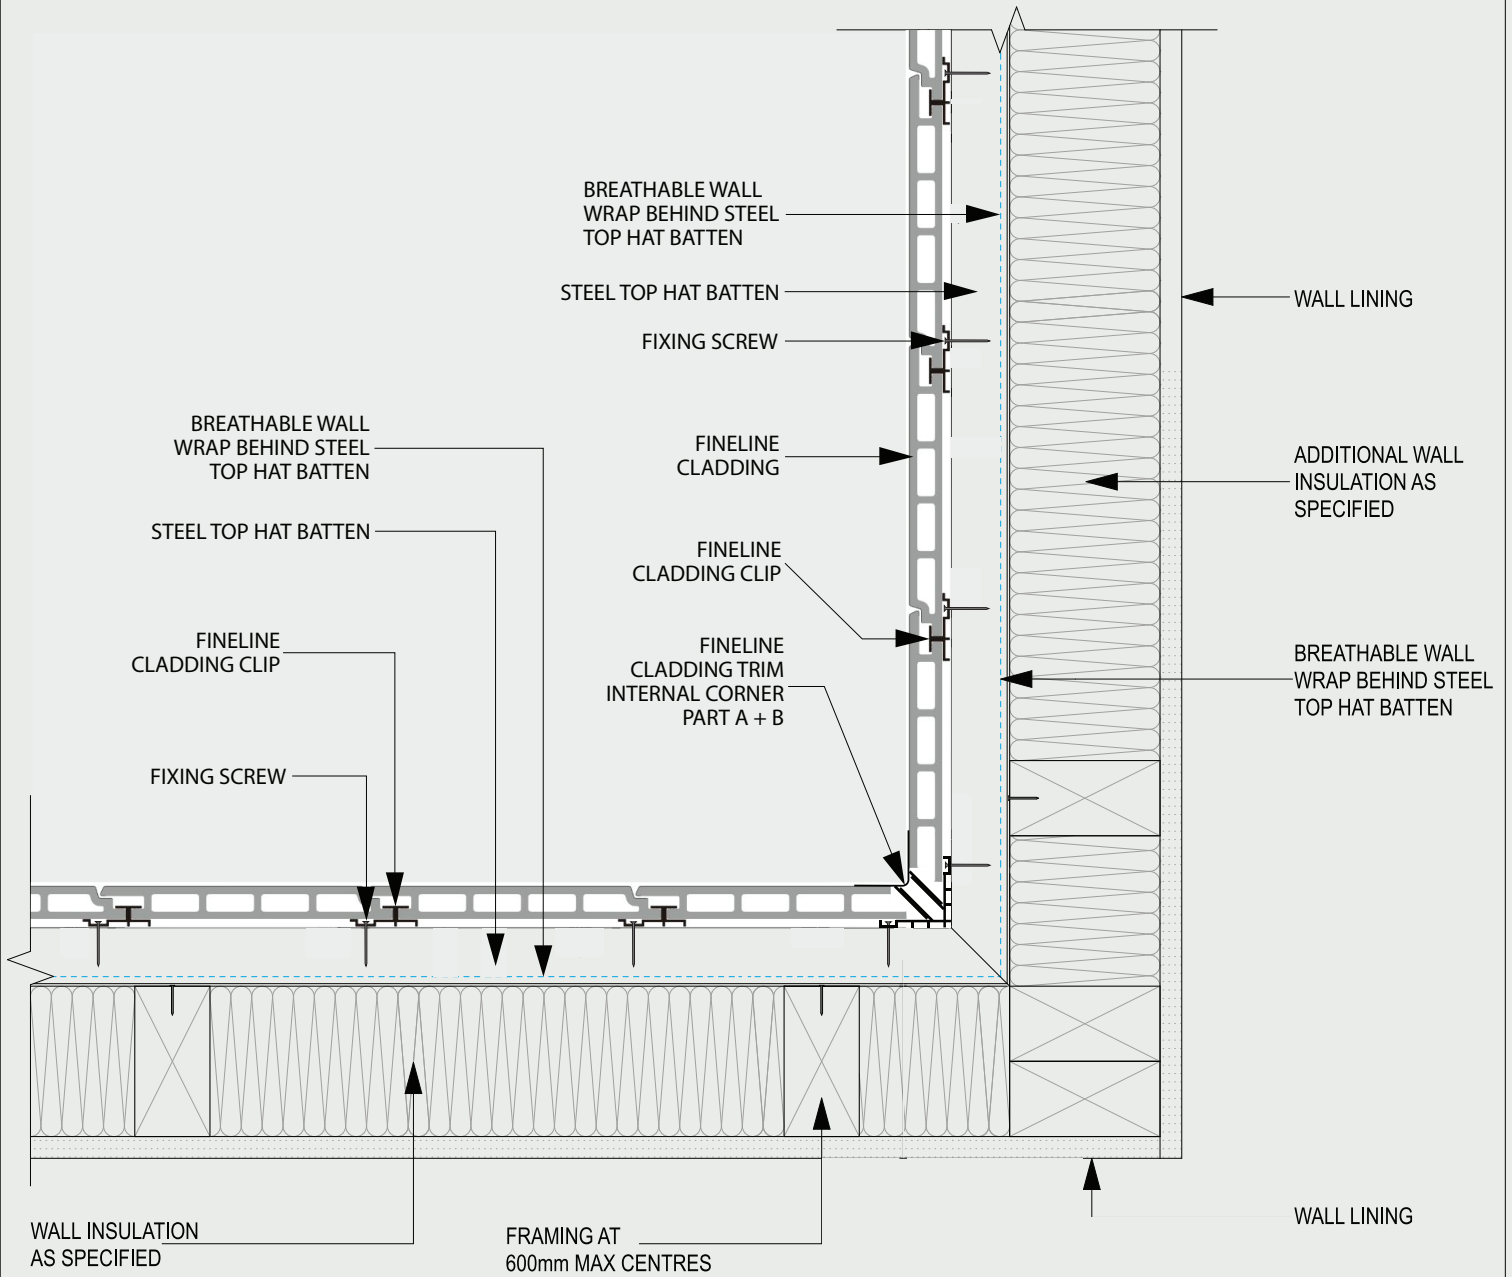 BREATHABLE WALL
WRAP BEHIND STEEL
TOP HAT BATTEN
STEEL TOP HAT BATTEN
FIXING SCREW
FINELINE
CLADDING
FINELINE
CLADDING CLIP
FINELINE
CLADDING TRIM
INTERNAL CORNER
PART A + B
BREATHABLE WALL
WRAP BEHIND STEEL
TOP HAT BATTEN
STEEL TOP HAT BATTEN
FINELINE
CLADDING CLIP
FIXING SCREW
WALL LINING
ADDITIONAL WALL
INSULATION AS
SPECIFIED
BREATHABLE WALL
WRAP BEHIND STEEL
TOP HAT BATTEN
WALL INSULATION
AS SPECIFIED
FRAMING AT
600mm MAX CENTRES
WALL LINING